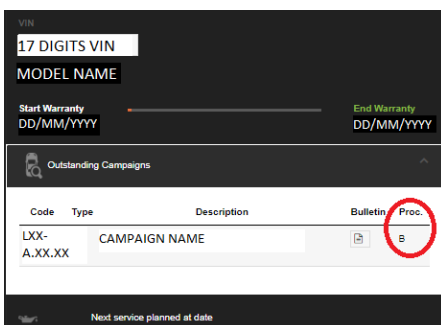 VIN
17 DIGITS VIN
MODEL NAME
Start Warranty End Warranty
DD/MM/YYYY DD/MM/YYYY
Outstanding Campaigns
Code Type Description Bulletin Proc.
LXX- CAMPAIGN NAME B
A.XX.XX
Next service planned at date